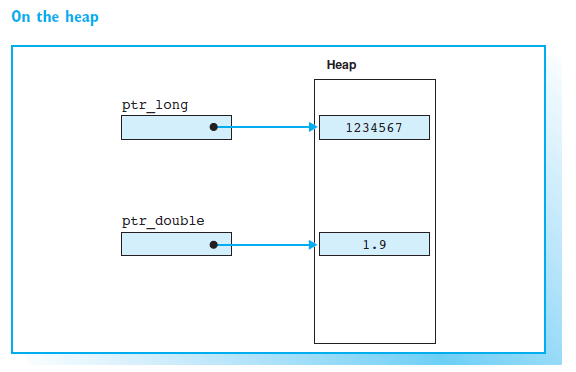 On the heap
Heap
ptr_long
1234567
ptr_double
1.9